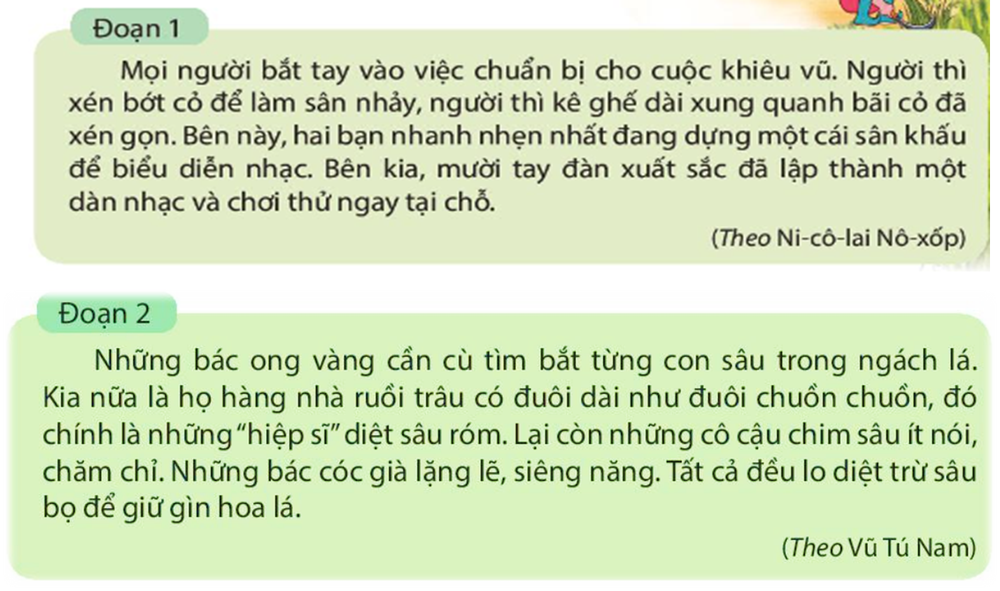 Đoạn 1
Mọi người bắt tay vào việc chuẩn bị cho cuộc khiêu vũ. Người thì
xén bớt cỏ để làm sân nhảy, người thì kê ghế dài xung quanh bãi cỏ đã
xén gọn. Bên này, hai bạn nhanh nhẹn nhất đang dựng một cái sân khấu
để biểu diễn nhạc. Bên kia, mười tay đàn xuất sắc đã lập thành một
dàn nhạc và chơi thử ngay tại chỗ.
(Theo Ni-cô-lai Nô-xốp)
Đoạn 2
Những bác ong vàng cần cù tìm bắt từng con sâu trong ngách lá.
Kia nữa là họ hàng nhà ruồi trâu có đuôi dài như đuôi chuồn chuồn, đó
chính là những “hiệp sĩ” diệt sâu róm. Lại còn những cô cậu chim sâu ít nói,
chăm chỉ. Những bác cóc già lặng lẽ, siêng năng. Tất cả đều lo diệt trừ sâu
bọ để giữ gìn hoa lá.
(Theo Vũ Tú Nam)